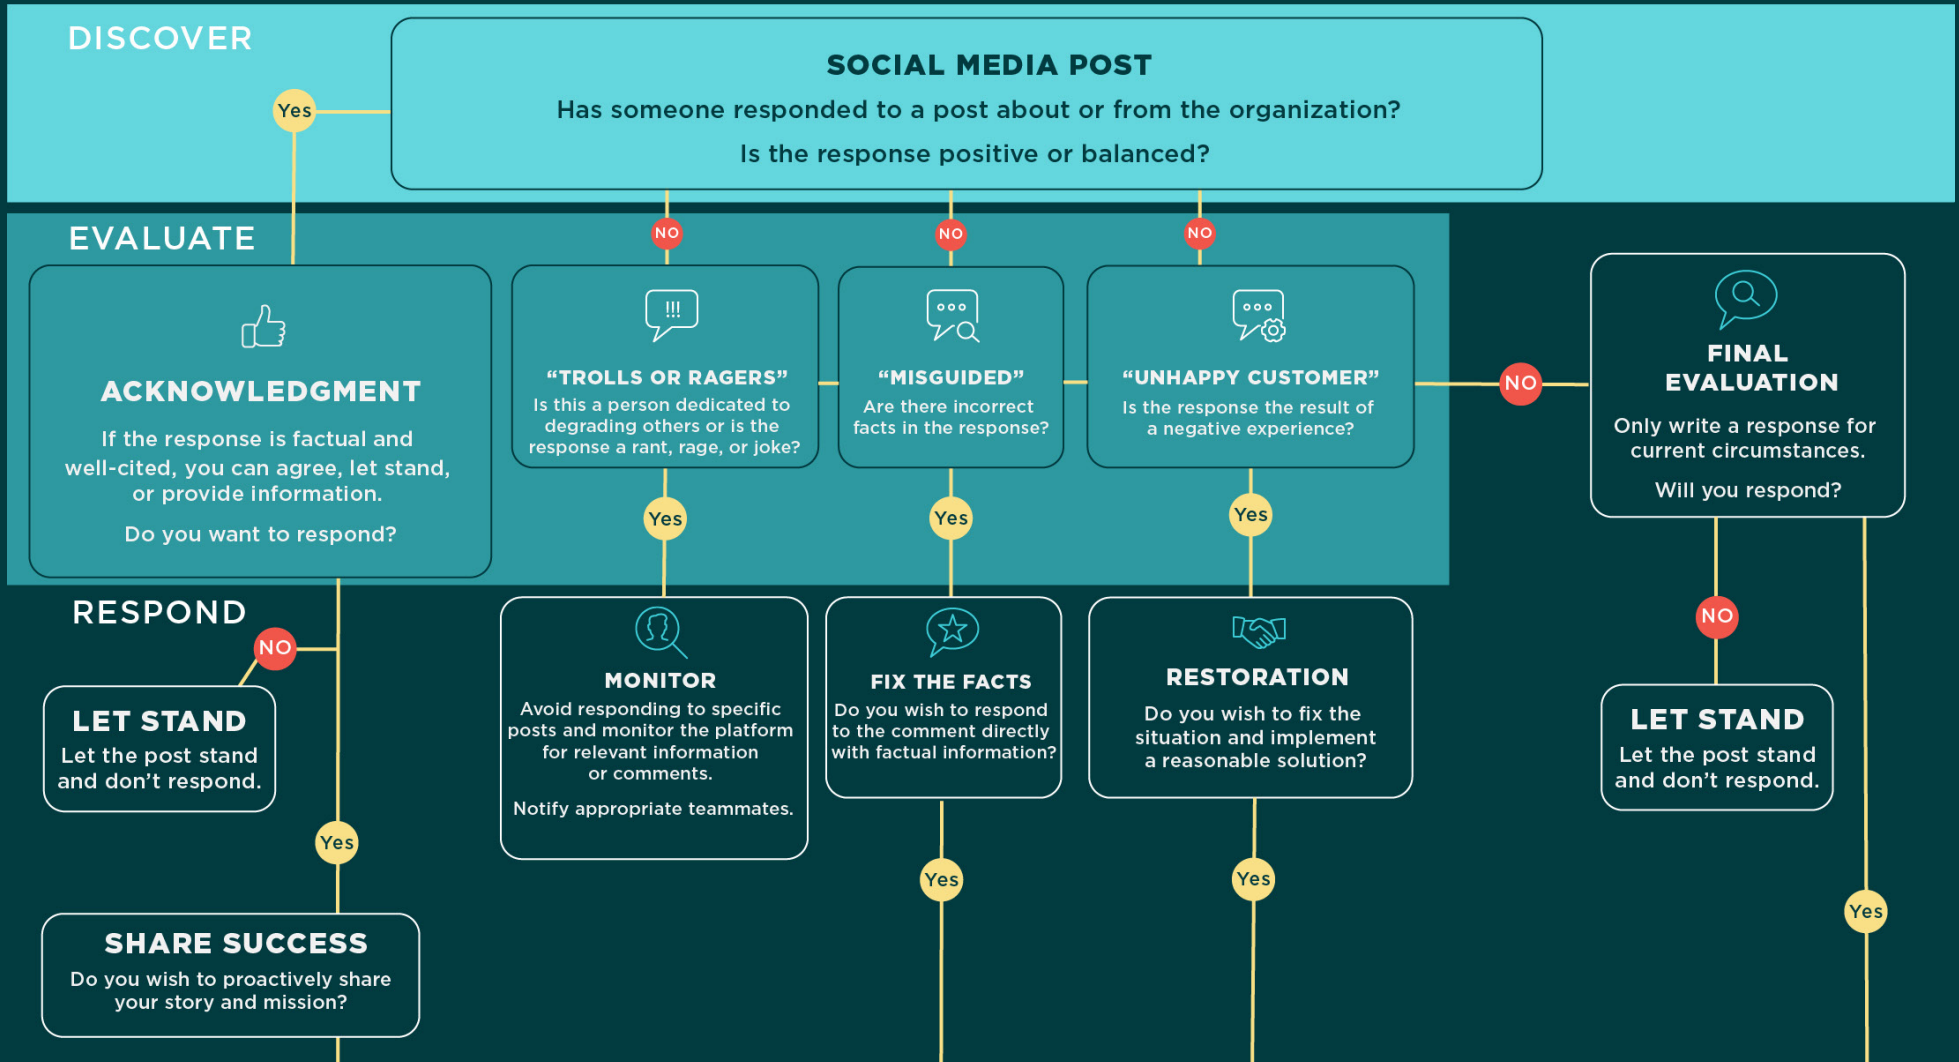 DISCOVER
SOCIAL MEDIA POST
Has someone responded to a post about or from the organization?
Is the response positive or balanced?
Yes
EVALUATE
NO
NO
NO
ACKNOWLEDGMENT
If the response is factual and
well-cited, you can agree, let stand,
or provide information.
Do you want to respond?
!!!
“TROLLS OR RAGERS”
Is this a person dedicated to
degrading others or is the
response a rant, rage, or joke?
“MISGUIDED”
Are there incorrect
facts in the response?
“UNHAPPY CUSTOMER”
Is the response the result of
a negative experience?
NO
FINAL
EVALUATION
Only write a response for
current circumstances.
Will you respond?
Yes
Yes
Yes
RESPOND
NO
LET STAND
Let the post stand
and don’t respond.
MONITOR
Avoid responding to specific
posts and monitor the platform
for relevant information
or comments.
Notify appropriate teammates.
FIX THE FACTS
Do you wish to respond
to the comment directly
with factual information?
RESTORATION
Do you wish to fix the
situation and implement
a reasonable solution?
NO
LET STAND
Let the post stand
and don’t respond.
Yes
Yes
Yes
Yes
SHARE SUCCESS
Do you wish to proactively share
your story and mission?